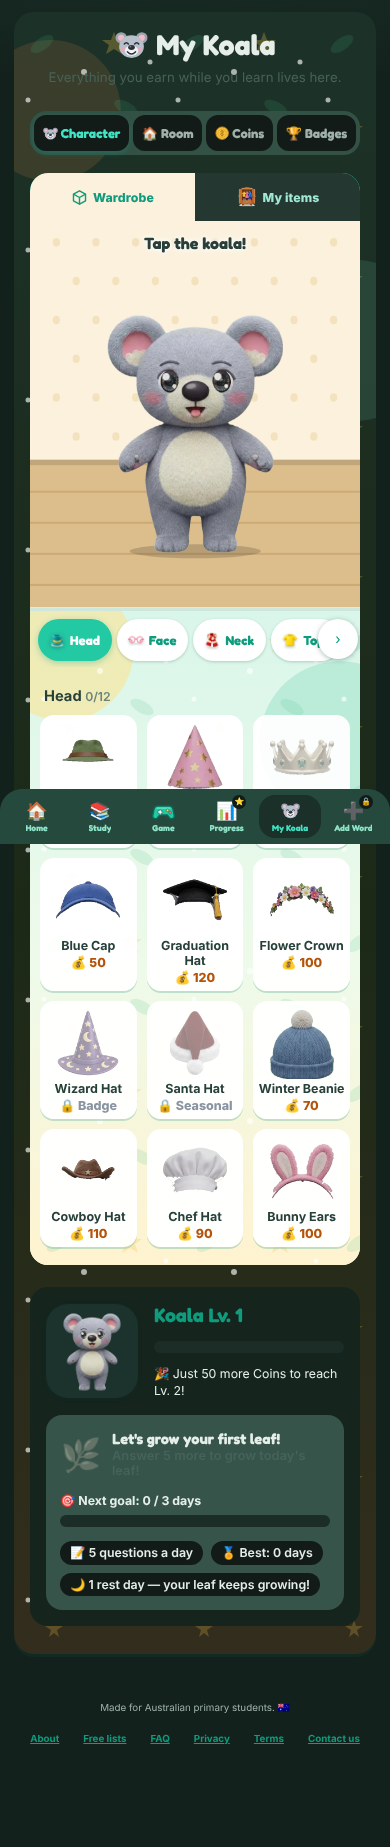 My Koala
Everything you earn while you learn lives here.
Character
Room
Coins
Badges
Wardrobe
My items
Tap the koala!
Head
Face
Neck
›
Head 0/12
Home
Study
Game
Progress
My Koala
Add Word
Blue Cap
50
Graduation
Hat
120
Flower Crown
100
Wizard Hat
Badge
Santa Hat
Seasonal
Winter Beanie
70
Cowboy Hat
110
Chef Hat
90
Bunny Ears
100
Koala Lv. 1
Just 50 more Coins to reach
Lv. 2!
Let's grow your first leaf!
Answer 5 more to grow today's
leaf!
Next goal: 0 / 3 days
5 questions a day
Best: 0 days
1 rest day — your leaf keeps growing!
Made for Australian primary students.
About
Free lists
FAQ
Privacy
Terms
Contact us